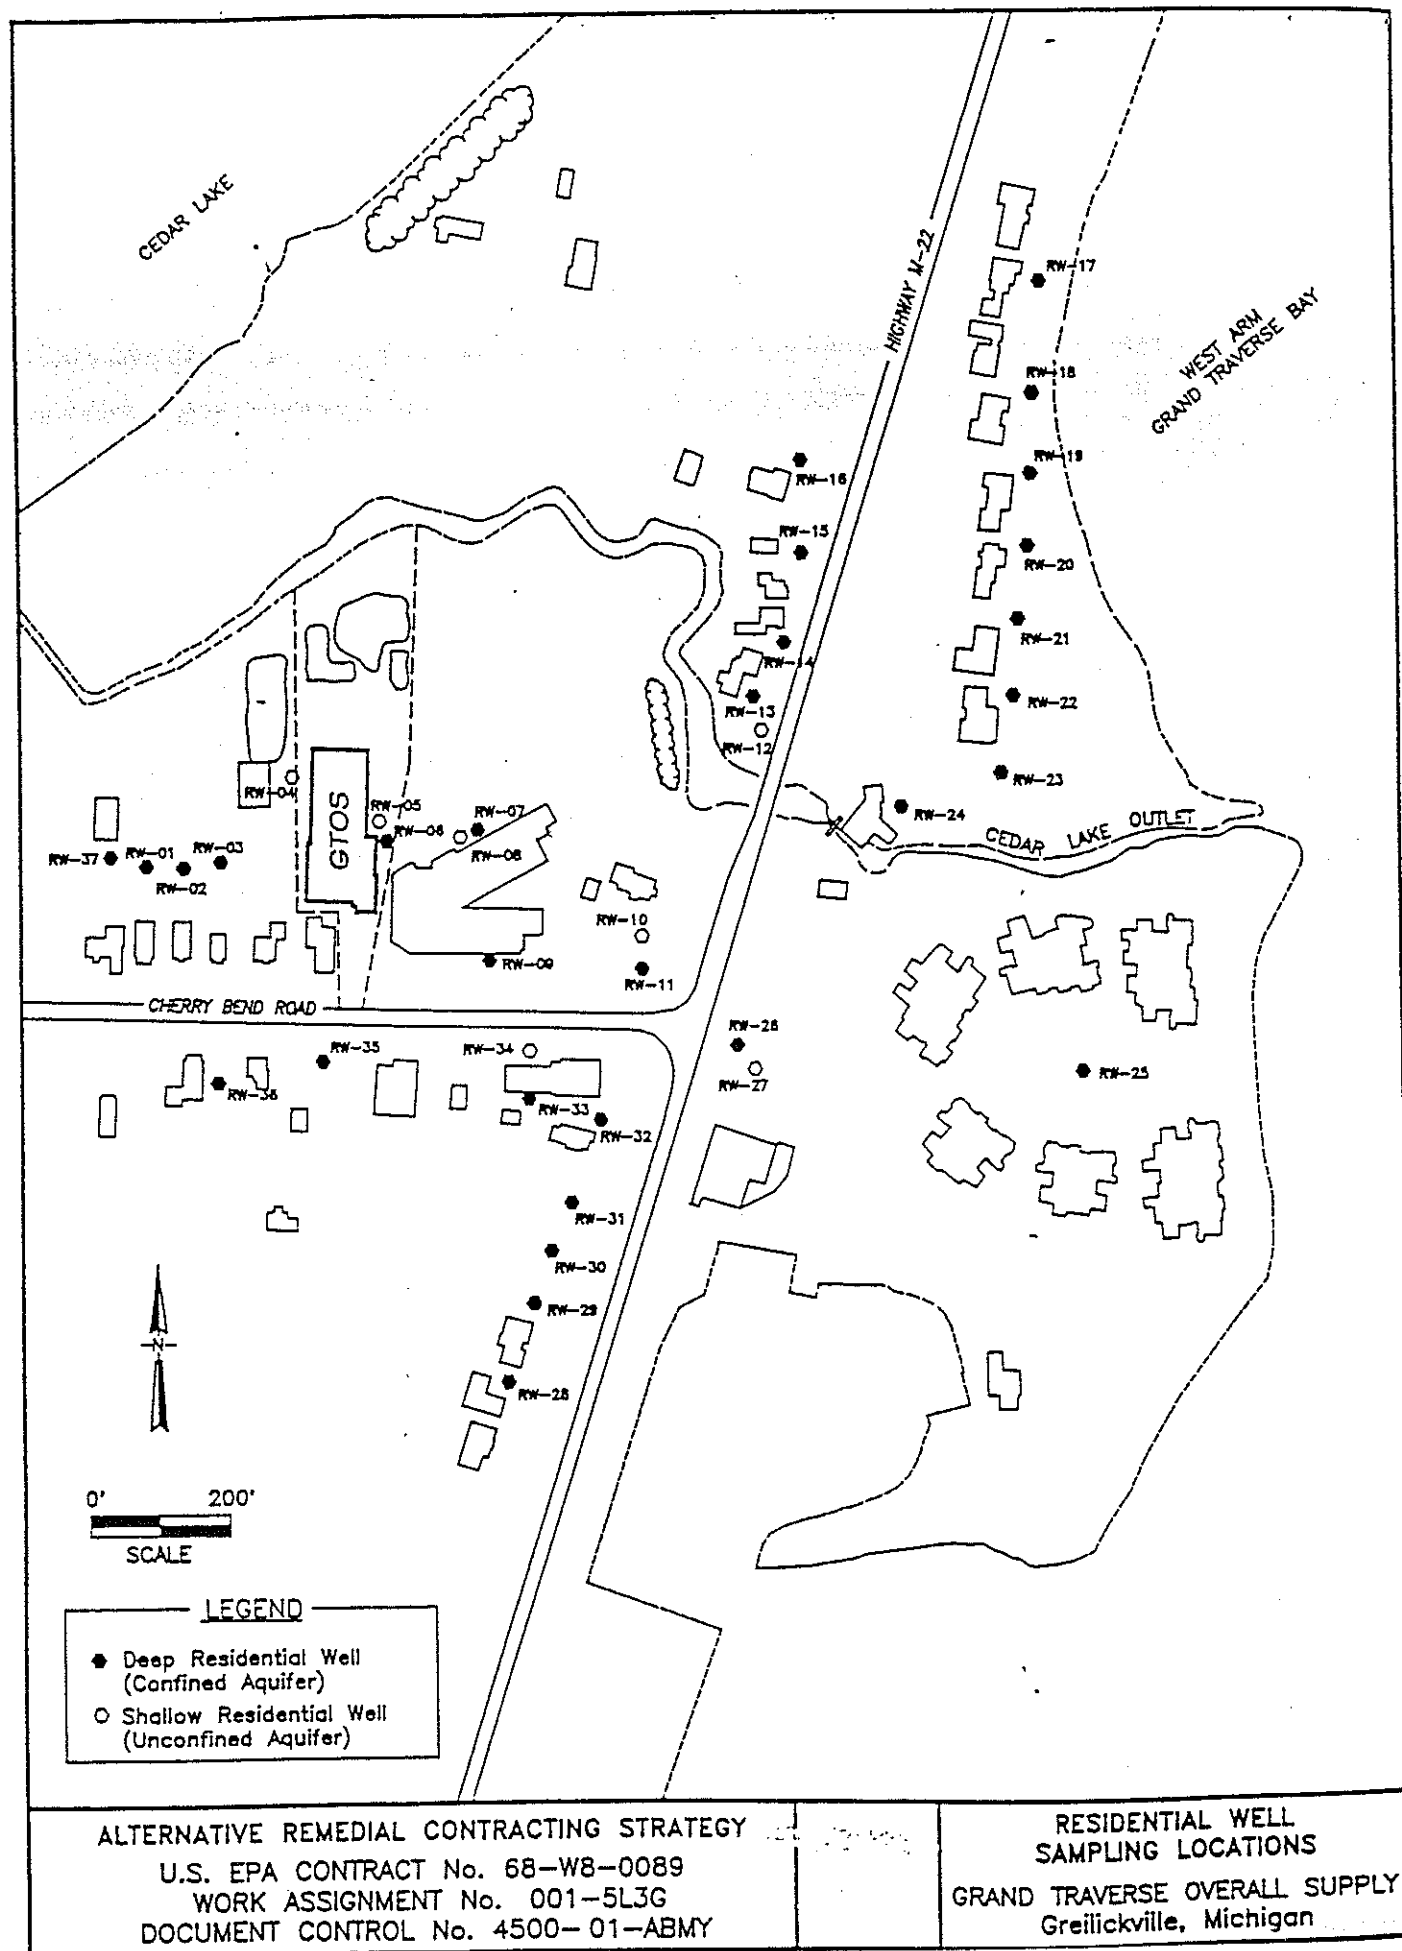 CEDAR LAKE
HIGHWAY M-22
RW-17
WEST ARM
GRAND TRAVERSE BAY
RW-18
RW-19
RW-16
RW-15
RW-20
RW-21
RW-14
RW-13
RW-22
RW-12
RW-23
RW-04
GTOS
RW-05
RW-06
RW-07
RW-08
RW-24
CEDAR LAKE OUTLET
RW-37
RW-01
RW-03
RW-02
RW-10
RW-09
RW-11
CHERRY BEND ROAD
RW-35
RW-34
RW-26
RW-27
RW-25
RW-36
RW-33
RW-32
RW-31
RW-30
RW-29
RW-28
N
0' 200'
SCALE
LEGEND
Deep Residential Well
(Confined Aquifer)
Shallow Residential Well
(Unconfined Aquifer)
ALTERNATIVE REMEDIAL CONTRACTING STRATEGY
U.S. EPA CONTRACT No. 68-W8-0089
WORK ASSIGNMENT No. 001-5L3G
DOCUMENT CONTROL No. 4500-01-ABMY
RESIDENTIAL WELL
SAMPLING LOCATIONS
GRAND TRAVERSE OVERALL SUPPLY
Greilickville, Michigan